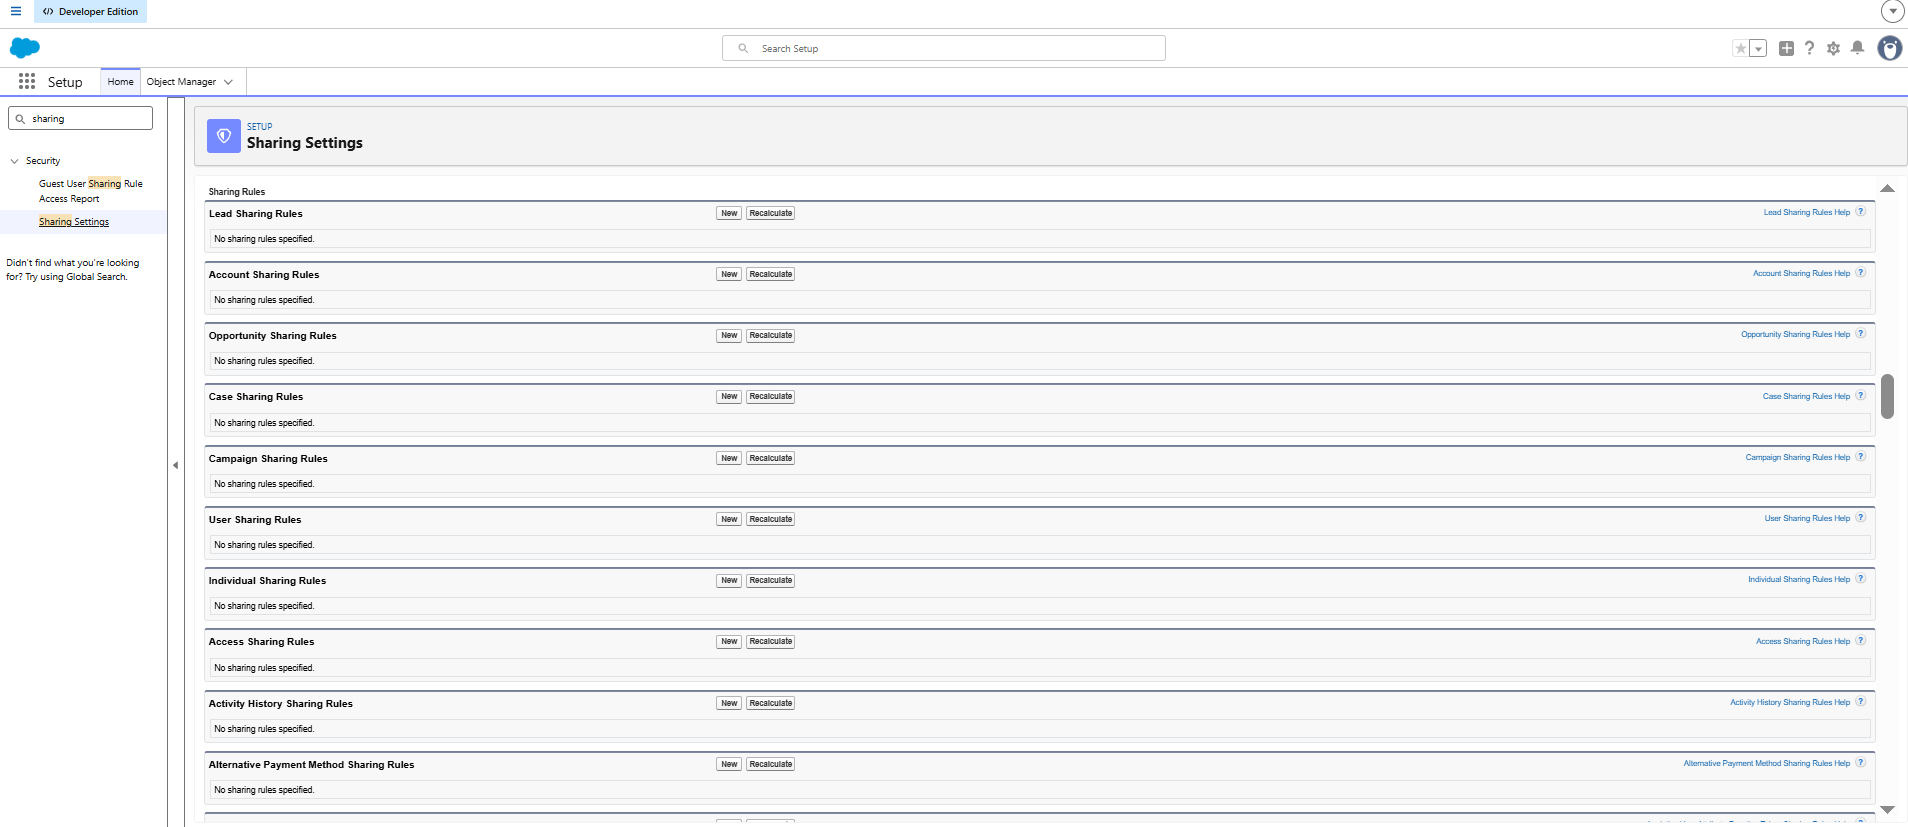 Developer Edition
Search Setup
Setup
Home
Object Manager
sharing
Security
Guest User Sharing Rule
Access Report
Sharing Settings
Didn't find what you're looking
for? Try using Global Search.
SETUP
Sharing Settings
Sharing Rules
Lead Sharing Rules New Recalculate Lead Sharing Rules Help ?
No sharing rules specified.
Account Sharing Rules New Recalculate Account Sharing Rules Help ?
No sharing rules specified.
Opportunity Sharing Rules New Recalculate Opportunity Sharing Rules Help ?
No sharing rules specified.
Case Sharing Rules New Recalculate Case Sharing Rules Help ?
No sharing rules specified.
Campaign Sharing Rules New Recalculate Campaign Sharing Rules Help ?
No sharing rules specified.
User Sharing Rules New Recalculate User Sharing Rules Help ?
No sharing rules specified.
Individual Sharing Rules New Recalculate Individual Sharing Rules Help ?
No sharing rules specified.
Access Sharing Rules New Recalculate Access Sharing Rules Help ?
No sharing rules specified.
Activity History Sharing Rules New Recalculate Activity History Sharing Rules Help ?
No sharing rules specified.
Alternative Payment Method Sharing Rules New Recalculate Alternative Payment Method Sharing Rules Help ?
No sharing rules specified.